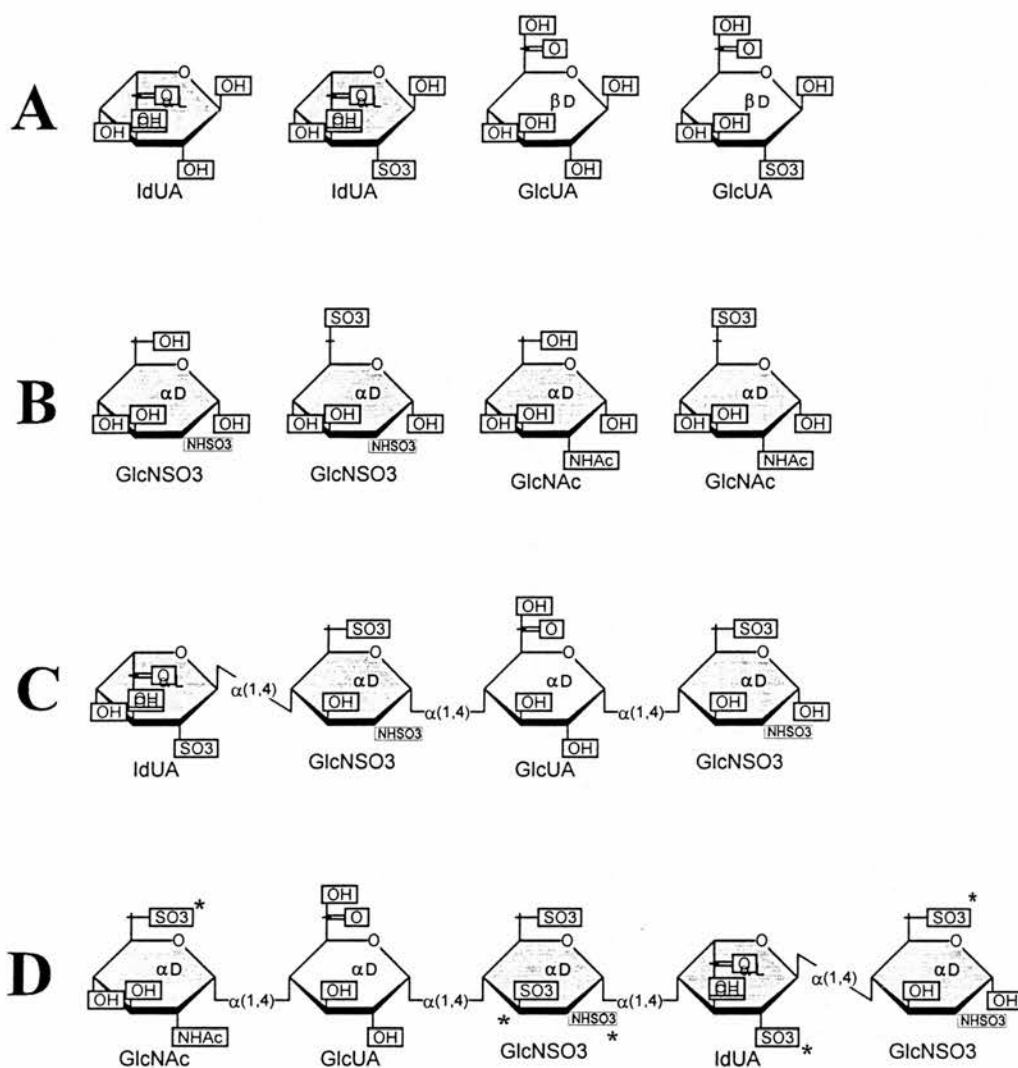 OH OH
O O
O OH O OH O OH O OH
A O O βD βD
OH OH OH OH OH OH OH OH
OH SO3 OH SO3
IdUA IdUA GlcUA GlcUA
SO3 SO3
OH OH
O O O O
B αD αD αD αD
OH OH OH OH OH OH OH OH OH OH OH OH
NHSO3 NHSO3 NHAc NHAc
GlcNSO3 GlcNSO3 GlcNAc GlcNAc
OH
SO3 O SO3
O O O O
C O αD αD αD
α(1,4)
OH OH OH OH OH OH
α(1,4) α(1,4)
SO3 NHSO3 OH NHSO3
IdUA GlcNSO3 GlcUA GlcNSO3
OH
SO3 * O SO3 SO3 *
O O O O O
D αD αD αD O α(1,4) αD
OH OH OH SO3 OH OH OH
α(1,4) α(1,4) α(1,4)
NHAc OH * NHSO3 * SO3 * NHSO3
GlcNAc GlcUA GlcNSO3 IdUA GlcNSO3